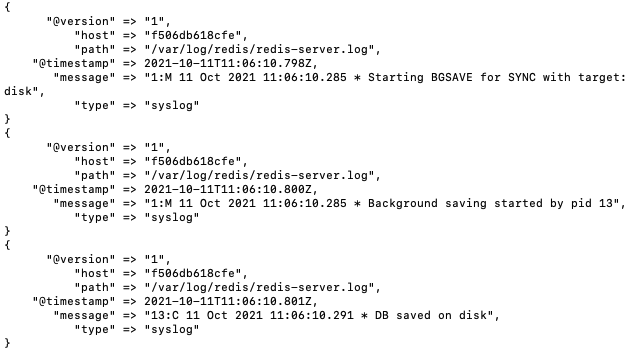 {
      "@version" => "1",
          "host" => "f506db618cfe",
          "path" => "/var/log/redis/redis-server.log",
    "@timestamp" => 2021-10-11T11:06:10.798Z,
       "message" => "1:M 11 Oct 2021 11:06:10.285 * Starting BGSAVE for SYNC with target:
disk",
          "type" => "syslog"
}
{
      "@version" => "1",
          "host" => "f506db618cfe",
          "path" => "/var/log/redis/redis-server.log",
    "@timestamp" => 2021-10-11T11:06:10.800Z,
       "message" => "1:M 11 Oct 2021 11:06:10.285 * Background saving started by pid 13",
          "type" => "syslog"
}
{
      "@version" => "1",
          "host" => "f506db618cfe",
          "path" => "/var/log/redis/redis-server.log",
    "@timestamp" => 2021-10-11T11:06:10.801Z,
       "message" => "13:C 11 Oct 2021 11:06:10.291 * DB saved on disk",
          "type" => "syslog"
}